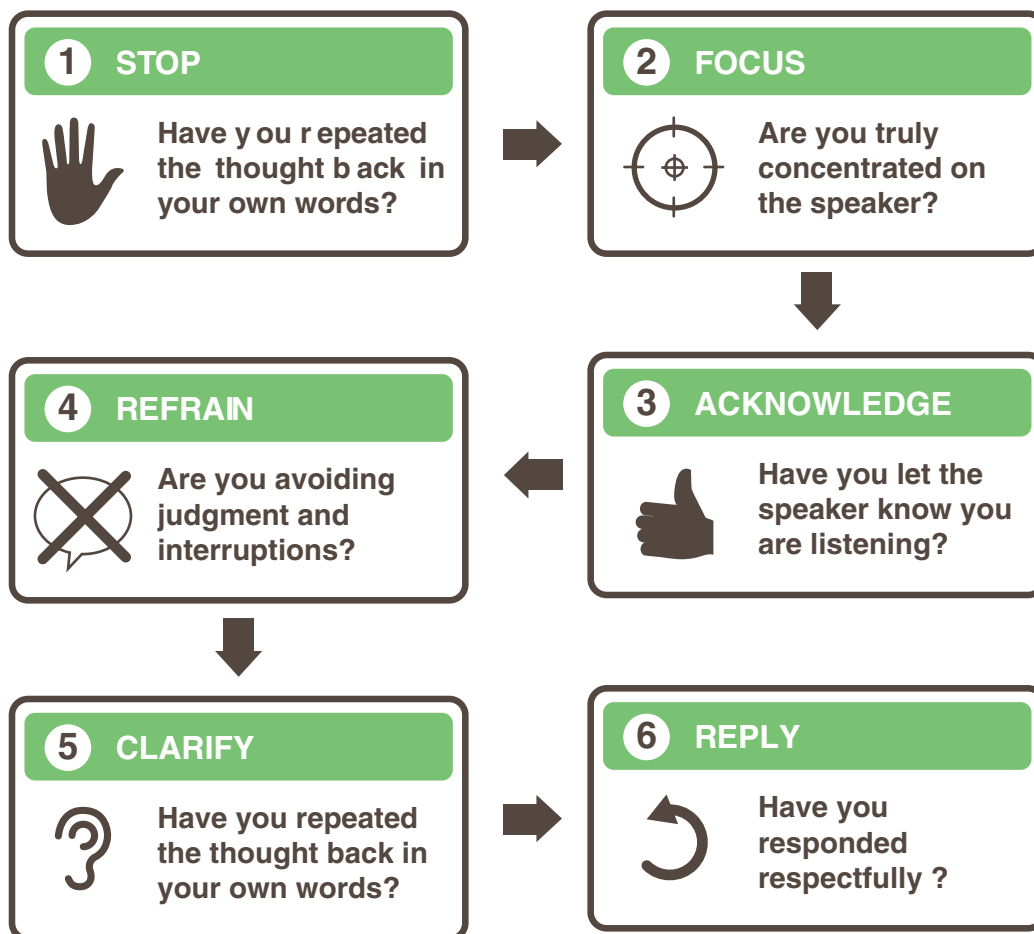 1 STOP
Have y ou r epeated
the thought b ack in
your own words?
2 FOCUS
Are you truly
concentrated on
the speaker?
3 ACKNOWLEDGE
Have you let the
speaker know you
are listening?
4 REFRAIN
Are you avoiding
judgment and
interruptions?
5 CLARIFY
Have you repeated
the thought back in
your own words?
6 REPLY
Have you
responded
respectfully ?